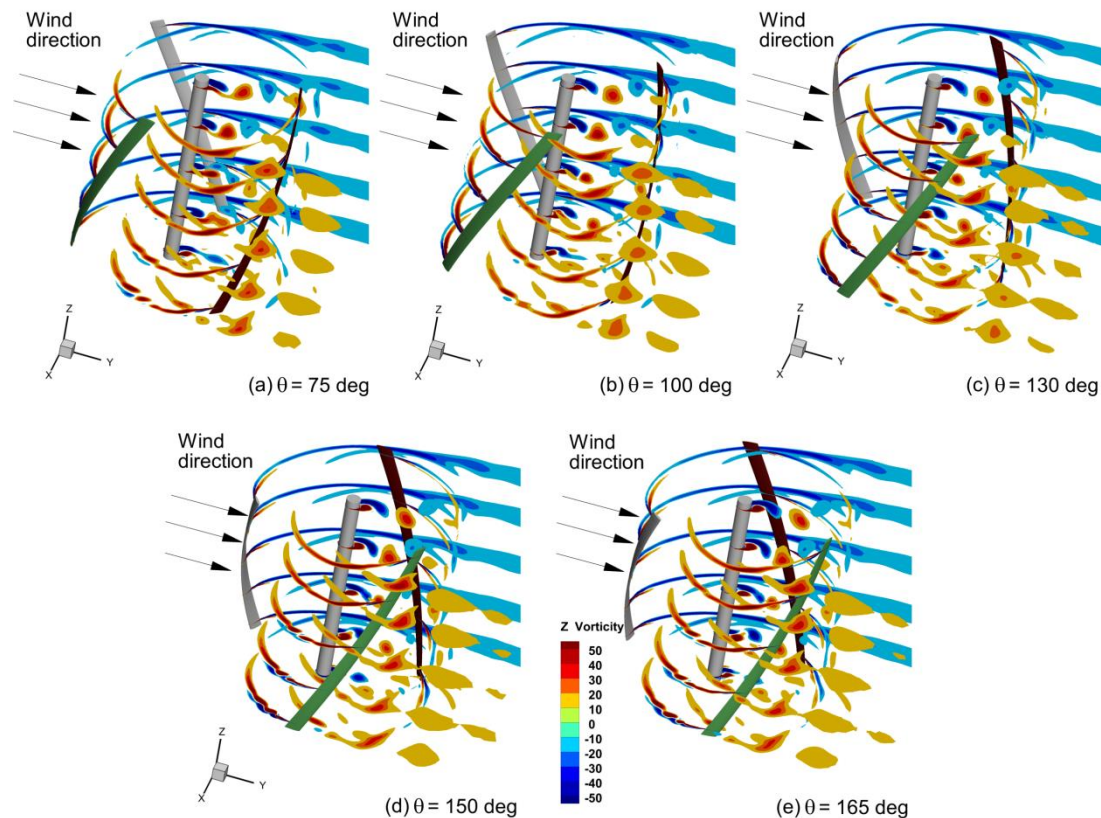 Wind
direction
Z
Y
X
(a) θ = 75 deg
Wind
direction
Z
Y
X
(b) θ = 100 deg
Wind
direction
Z
Y
X
(c) θ = 130 deg
Wind
direction
Z
Y
X
(d) θ = 150 deg
Wind
direction
Z Vorticity
50
40
30
20
10
0
-10
-20
-30
-40
-50
(e) θ = 165 deg